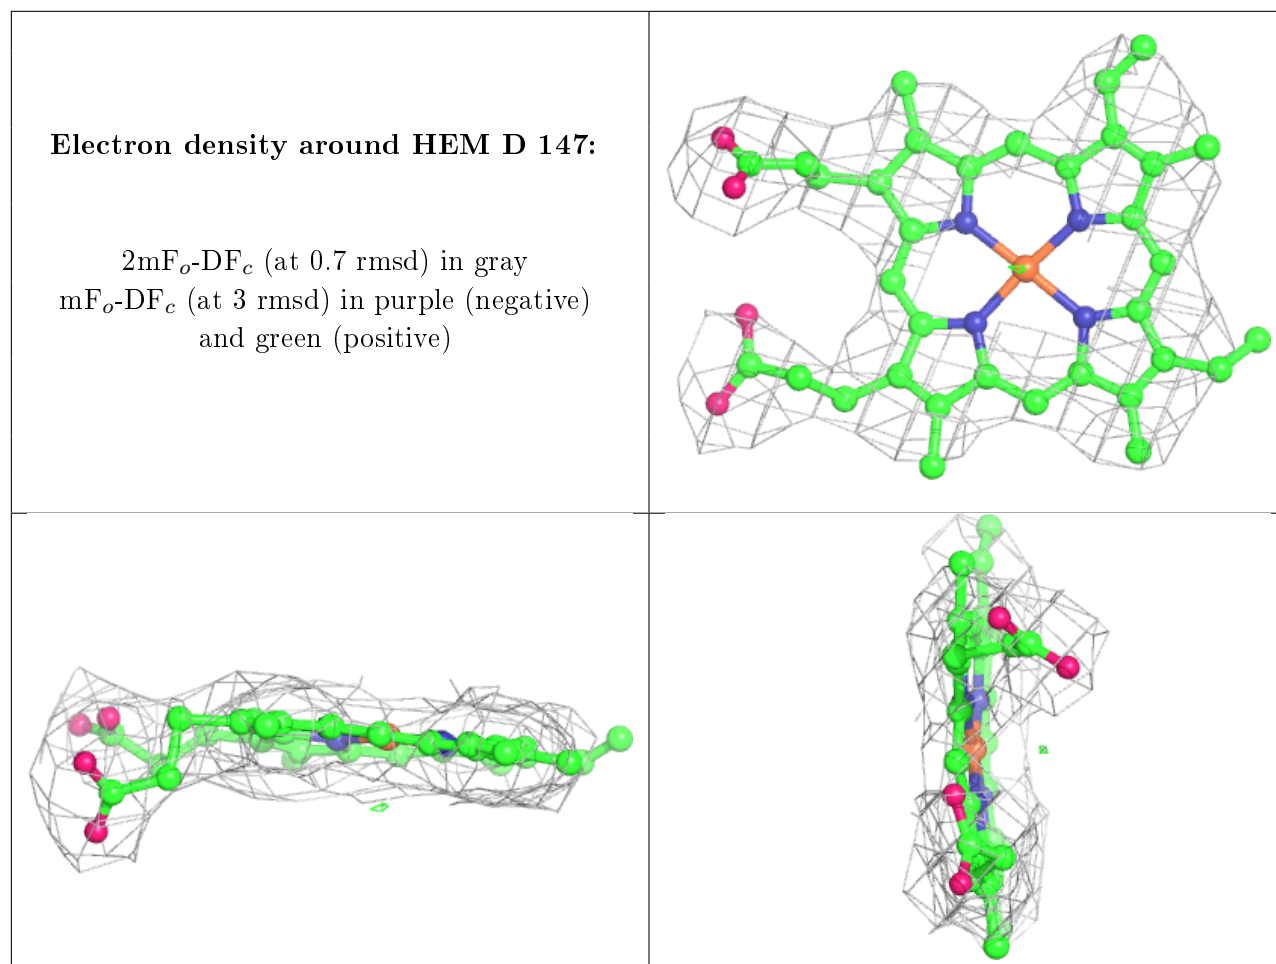 Electron density around HEM D 147:
2mFo-DFc (at 0.7 rmsd) in gray
mFo-DFc (at 3 rmsd) in purple (negative)
and green (positive)